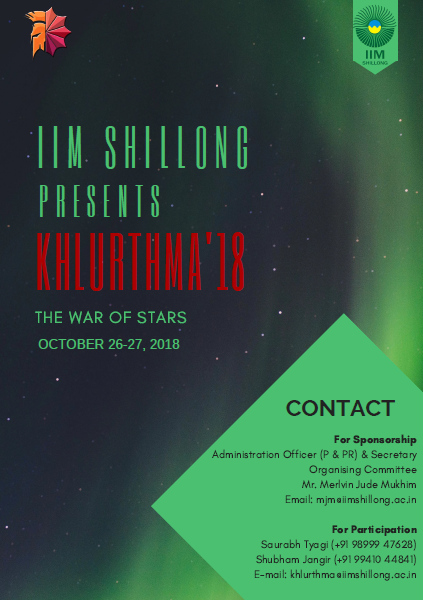 IIM
SHILLONG
IIM SHILLONG
PRESENTS
KHLURTHMA'18
THE WAR OF STARS
OCTOBER 26-27, 2018
CONTACT
For Sponsorship
Administration Officer (P & PR) & Secretary
Organising Committee
Mr. Merlvin Jude Mukhim
Email: mjm@iimshillong.ac.in
For Participation
Saurabh Tyagi (+91 98999 47628)
Shubham Jangir (+91 99410 44841)
E-mail: khlurthma@iimshillong.ac.in